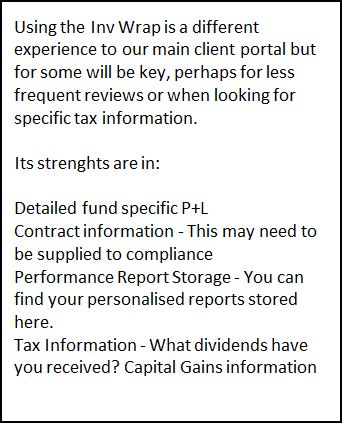 Using the Inv Wrap is a different
experience to our main client portal but
for some will be key, perhaps for less
frequent reviews or when looking for
specific tax information.
Its strenghts are in:
Detailed fund specific P+L
Contract information - This may need to
be supplied to compliance
Performance Report Storage - You can
find your personalised reports stored
here.
Tax Information - What dividends have
you received? Capital Gains information